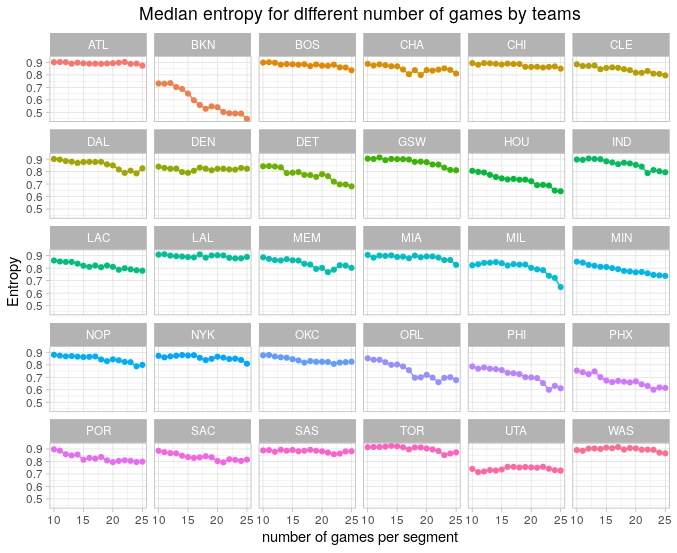 Median entropy for different number of games by teams
ATL BKN BOS CHA CHI CLE
0.9
0.8
0.7
0.6
0.5
DAL DEN DET GSW HOU IND
0.9
0.8
0.7
0.6
0.5
LAC LAL MEM MIA MIL MIN
0.9
0.8
0.7
0.6
0.5
NOP NYK OKC ORL PHI PHX
0.9
0.8
0.7
0.6
0.5
POR SAC SAS TOR UTA WAS
0.9
0.8
0.7
0.6
0.5
10 15 20 25 10 15 20 25 10 15 20 25 10 15 20 25 10 15 20 25 10 15 20 25
Entropy
number of games per segment